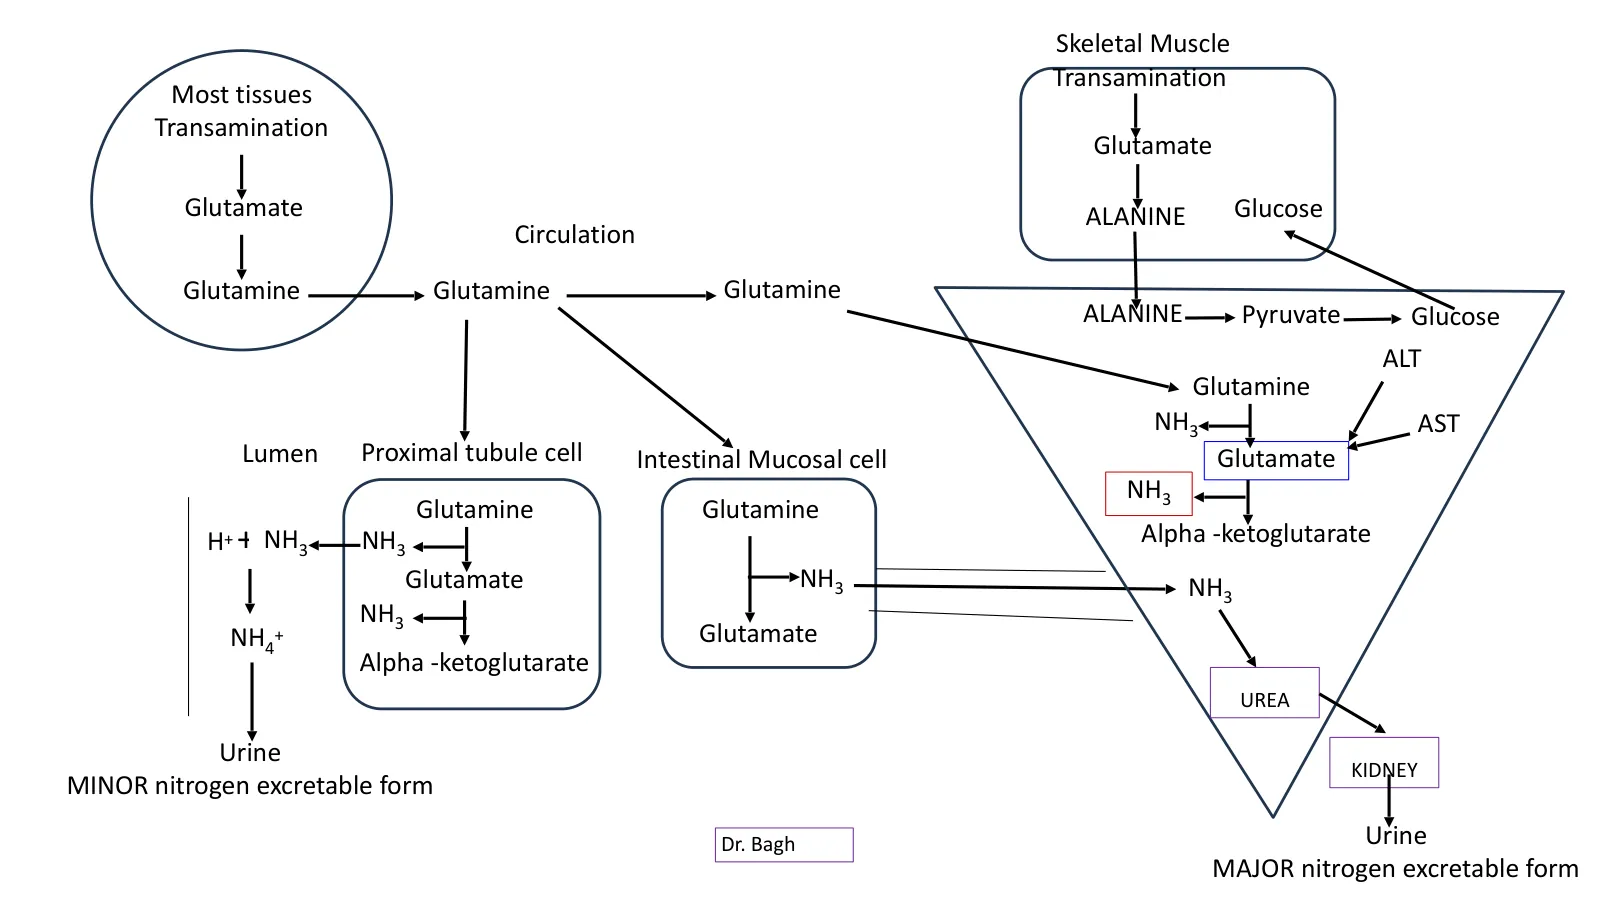 Skeletal Muscle
Transamination
Glutamate
ALANINE
Glucose
Most tissues
Transamination
Glutamate
Glutamine
Circulation
Glutamine
Glutamine
ALANINE
Pyruvate
Glucose
ALT
AST
Glutamine
NH3
Glutamate
NH3
Alpha -ketoglutarate
NH3
UREA
KIDNEY
Urine
MAJOR nitrogen excretable form
Intestinal Mucosal cell
Glutamine
NH3
Glutamate
Lumen
Proximal tubule cell
Glutamine
H+ + NH3
NH3
Glutamate
NH3
Alpha -ketoglutarate
NH4+
Urine
MINOR nitrogen excretable form
Dr. Bagh